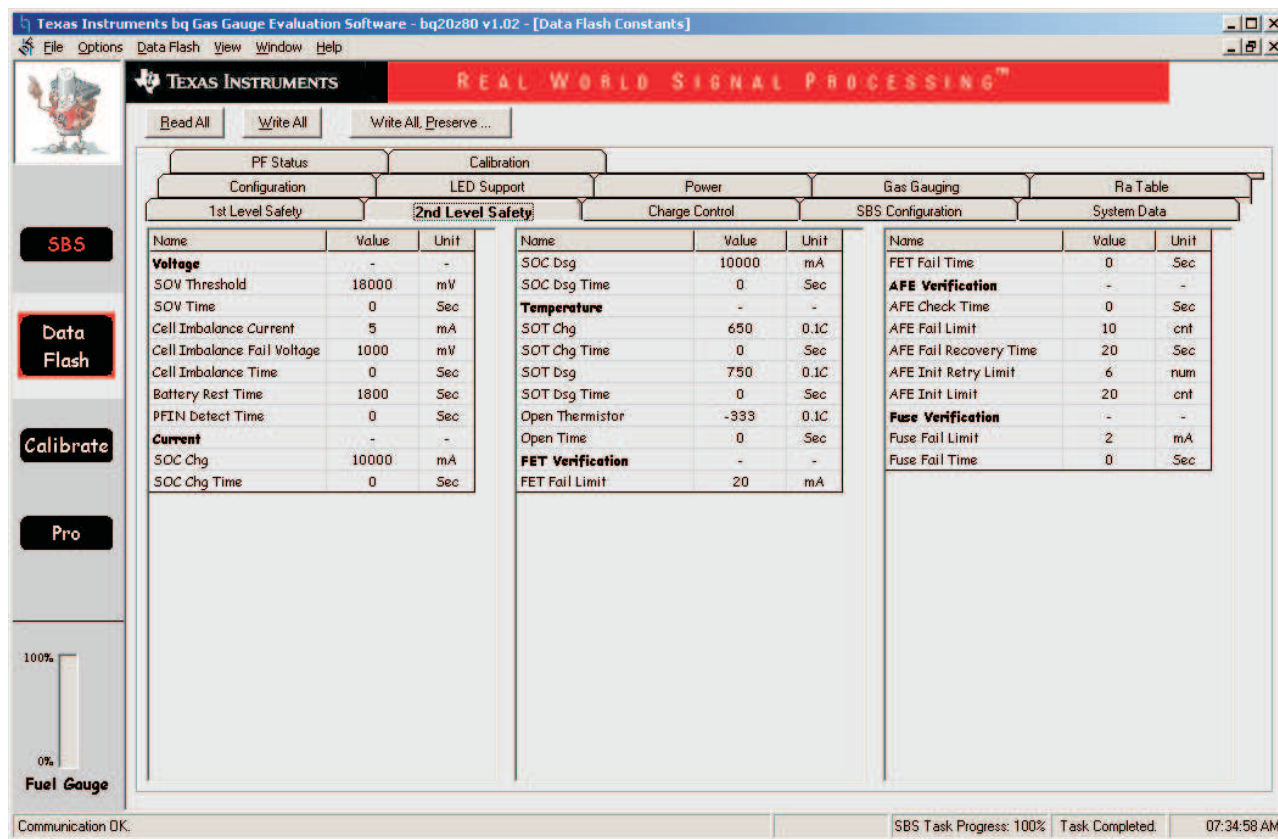 Texas Instruments bq Gas Gauge Evaluation Software - bq20z80 v1.02 - [Data Flash Constants]
File Options Data Flash View Window Help
TEXAS INSTRUMENTS REAL WORLD SIGNAL PROCESSING™
Read All Write All Write All, Preserve ...
PF Status Calibration
Configuration LED Support Power Gas Gauging Ra Table
1st Level Safety 2nd Level Safety Charge Control SBS Configuration System Data
SBS
Data
Flash
Calibrate
Pro
100%
0%
Fuel Gauge
Name Value Unit
Voltage - -
SOV Threshold 18000 mV
SOV Time 0 Sec
Cell Imbalance Current 5 mA
Cell Imbalance Fail Voltage 1000 mV
Cell Imbalance Time 0 Sec
Battery Rest Time 1800 Sec
PFIN Detect Time 0 Sec
Current - -
SOC Chg 10000 mA
SOC Chg Time 0 Sec
Name Value Unit
SOC Dsg 10000 mA
SOC Dsg Time 0 Sec
Temperature - -
SOT Chg 650 0.1C
SOT Chg Time 0 Sec
SOT Dsg 750 0.1C
SOT Dsg Time 0 Sec
Open Thermistor -333 0.1C
Open Time 0 Sec
FET Verification - -
FET Fail Limit 20 mA
Name Value Unit
FET Fail Time 0 Sec
AFE Verification - -
AFE Check Time 0 Sec
AFE Fail Limit 10 cnt
AFE Fail Recovery Time 20 Sec
AFE Init Retry Limit 6 num
AFE Init Limit 20 cnt
Fuse Verification - -
Fuse Fail Limit 2 mA
Fuse Fail Time 0 Sec
Communication OK. SBS Task Progress: 100% Task Completed 07:34:58 AM